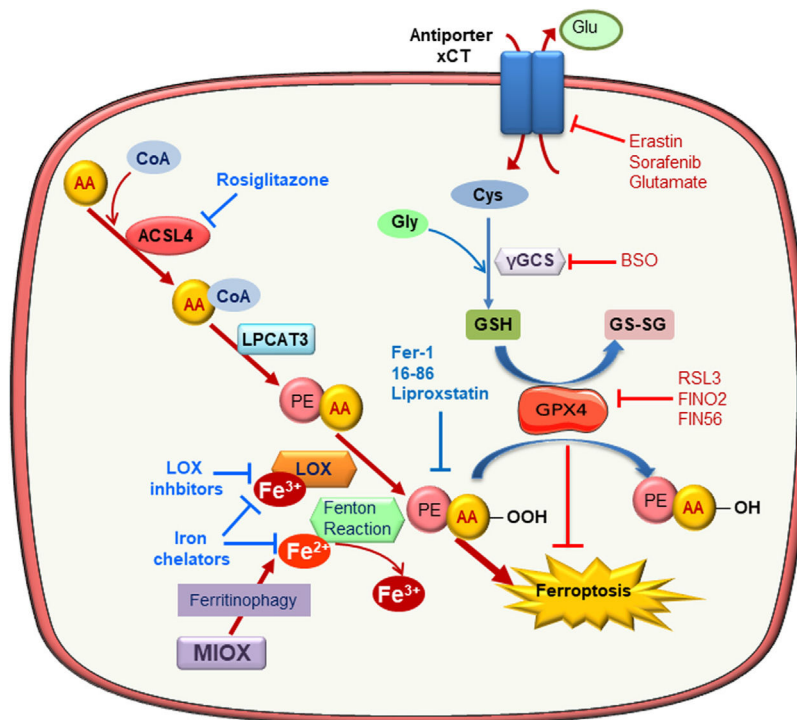 Antiporter
xCT
Glu
Erastin
Sorafenib
Glutamate
CoA
AA
Rosiglitazone
ACSL4
Cys
Gly
γGCS
BSO
AA
CoA
LPCAT3
GSH
GS-SG
Fer-1
16-86
Liproxstatin
RSL3
FINO2
FIN56
GPX4
PE
AA
LOX
inhbitors
LOX
Fe3+
Fenton
Reaction
PE
AA
OOH
PE
AA
OH
Iron
chelators
Fe2+
Fe3+
Ferroptosis
Ferritinophagy
MIOX